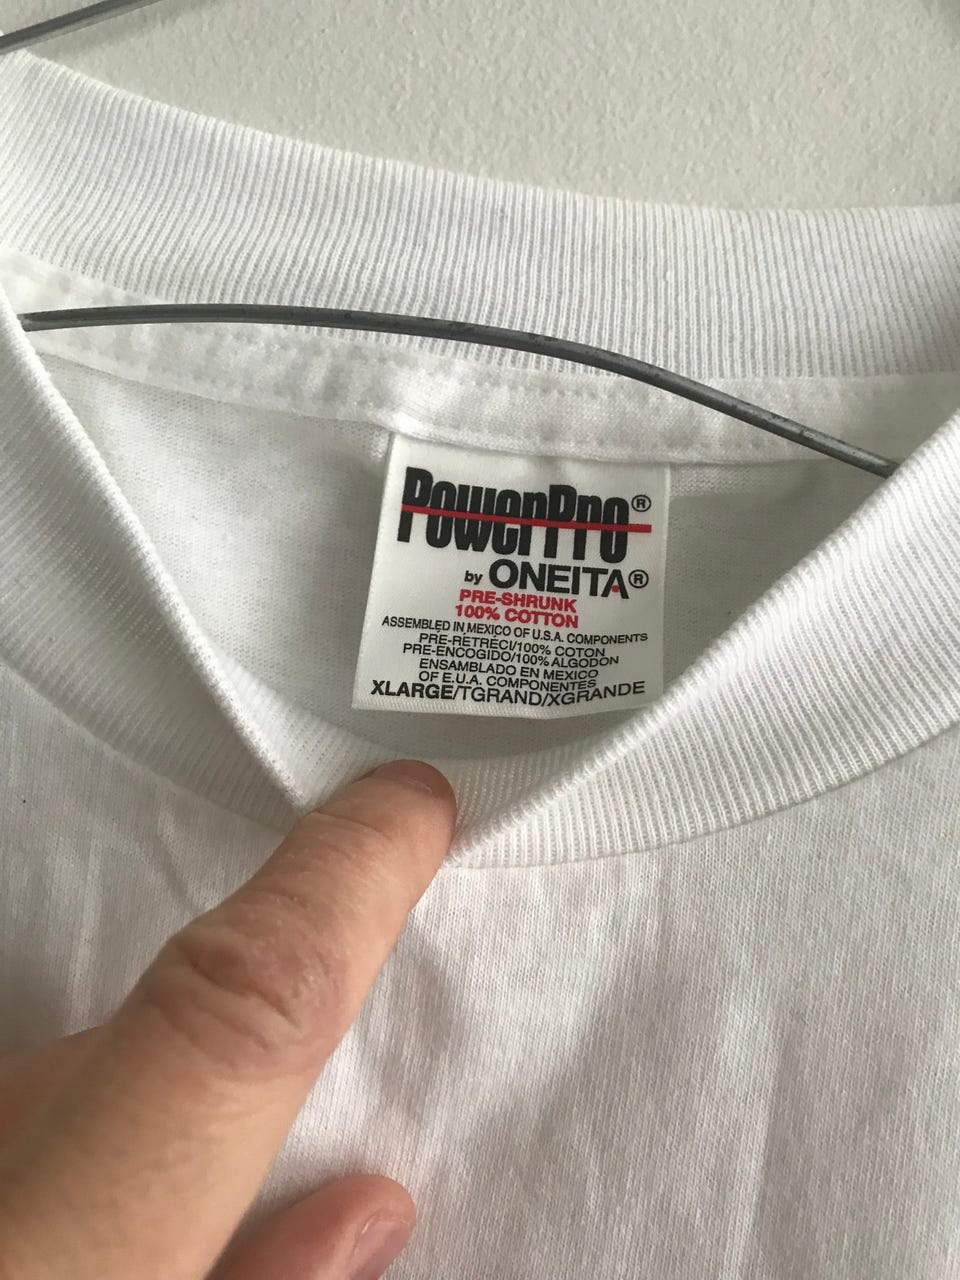 PowerPro®
by ONEITA®
PRE-SHRUNK
100% COTTON
ASSEMBLED IN MEXICO OF U.S.A. COMPONENTS
PRE-RÉTRÉCI/100% COTON
PRE-ENCOGIDO/100% ALGODON
ENSAMBLADO EN MEXICO
OF E.U.A. COMPONENTES
XLARGE/TGRAND/XGRANDE